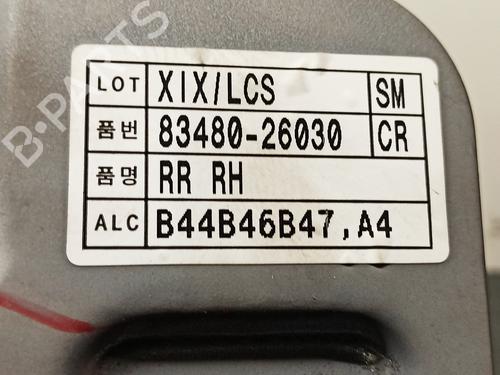 LOT XIX/LCS SM
품번 83480-26030 CR
품명 RR RH
ALC B44B46B47,A4
B-PARTS